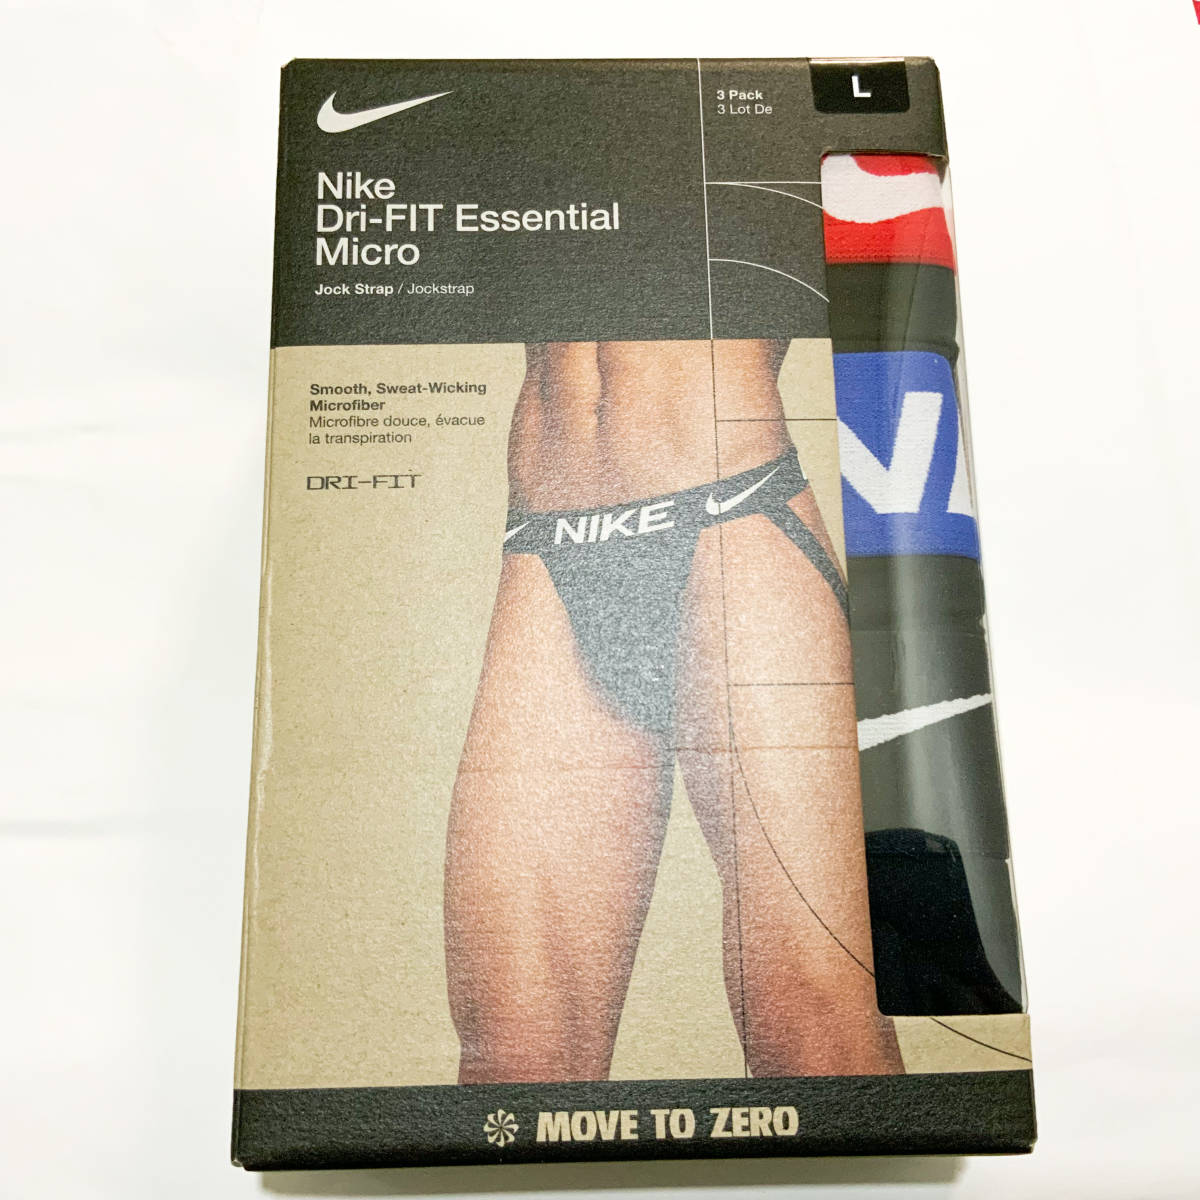 3 Pack
3 Lot De
L
Nike
Dri-FIT Essential
Micro
Jock Strap / Jockstrap
Smooth, Sweat-Wicking
Microfiber
Microfibre douce, évacue
la transpiration
DRI-FIT
NIKE
MOVE TO ZERO